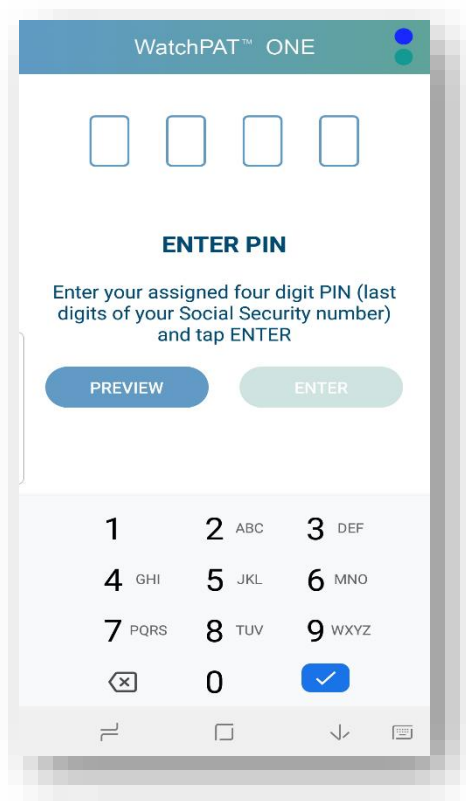 WatchPAT™ ONE
ENTER PIN
Enter your assigned four digit PIN (last
digits of your Social Security number)
and tap ENTER
PREVIEW ENTER
1 2 ABC 3 DEF
4 GHI 5 JKL 6 MNO
7 PQRS 8 TUV 9 WXYZ
0